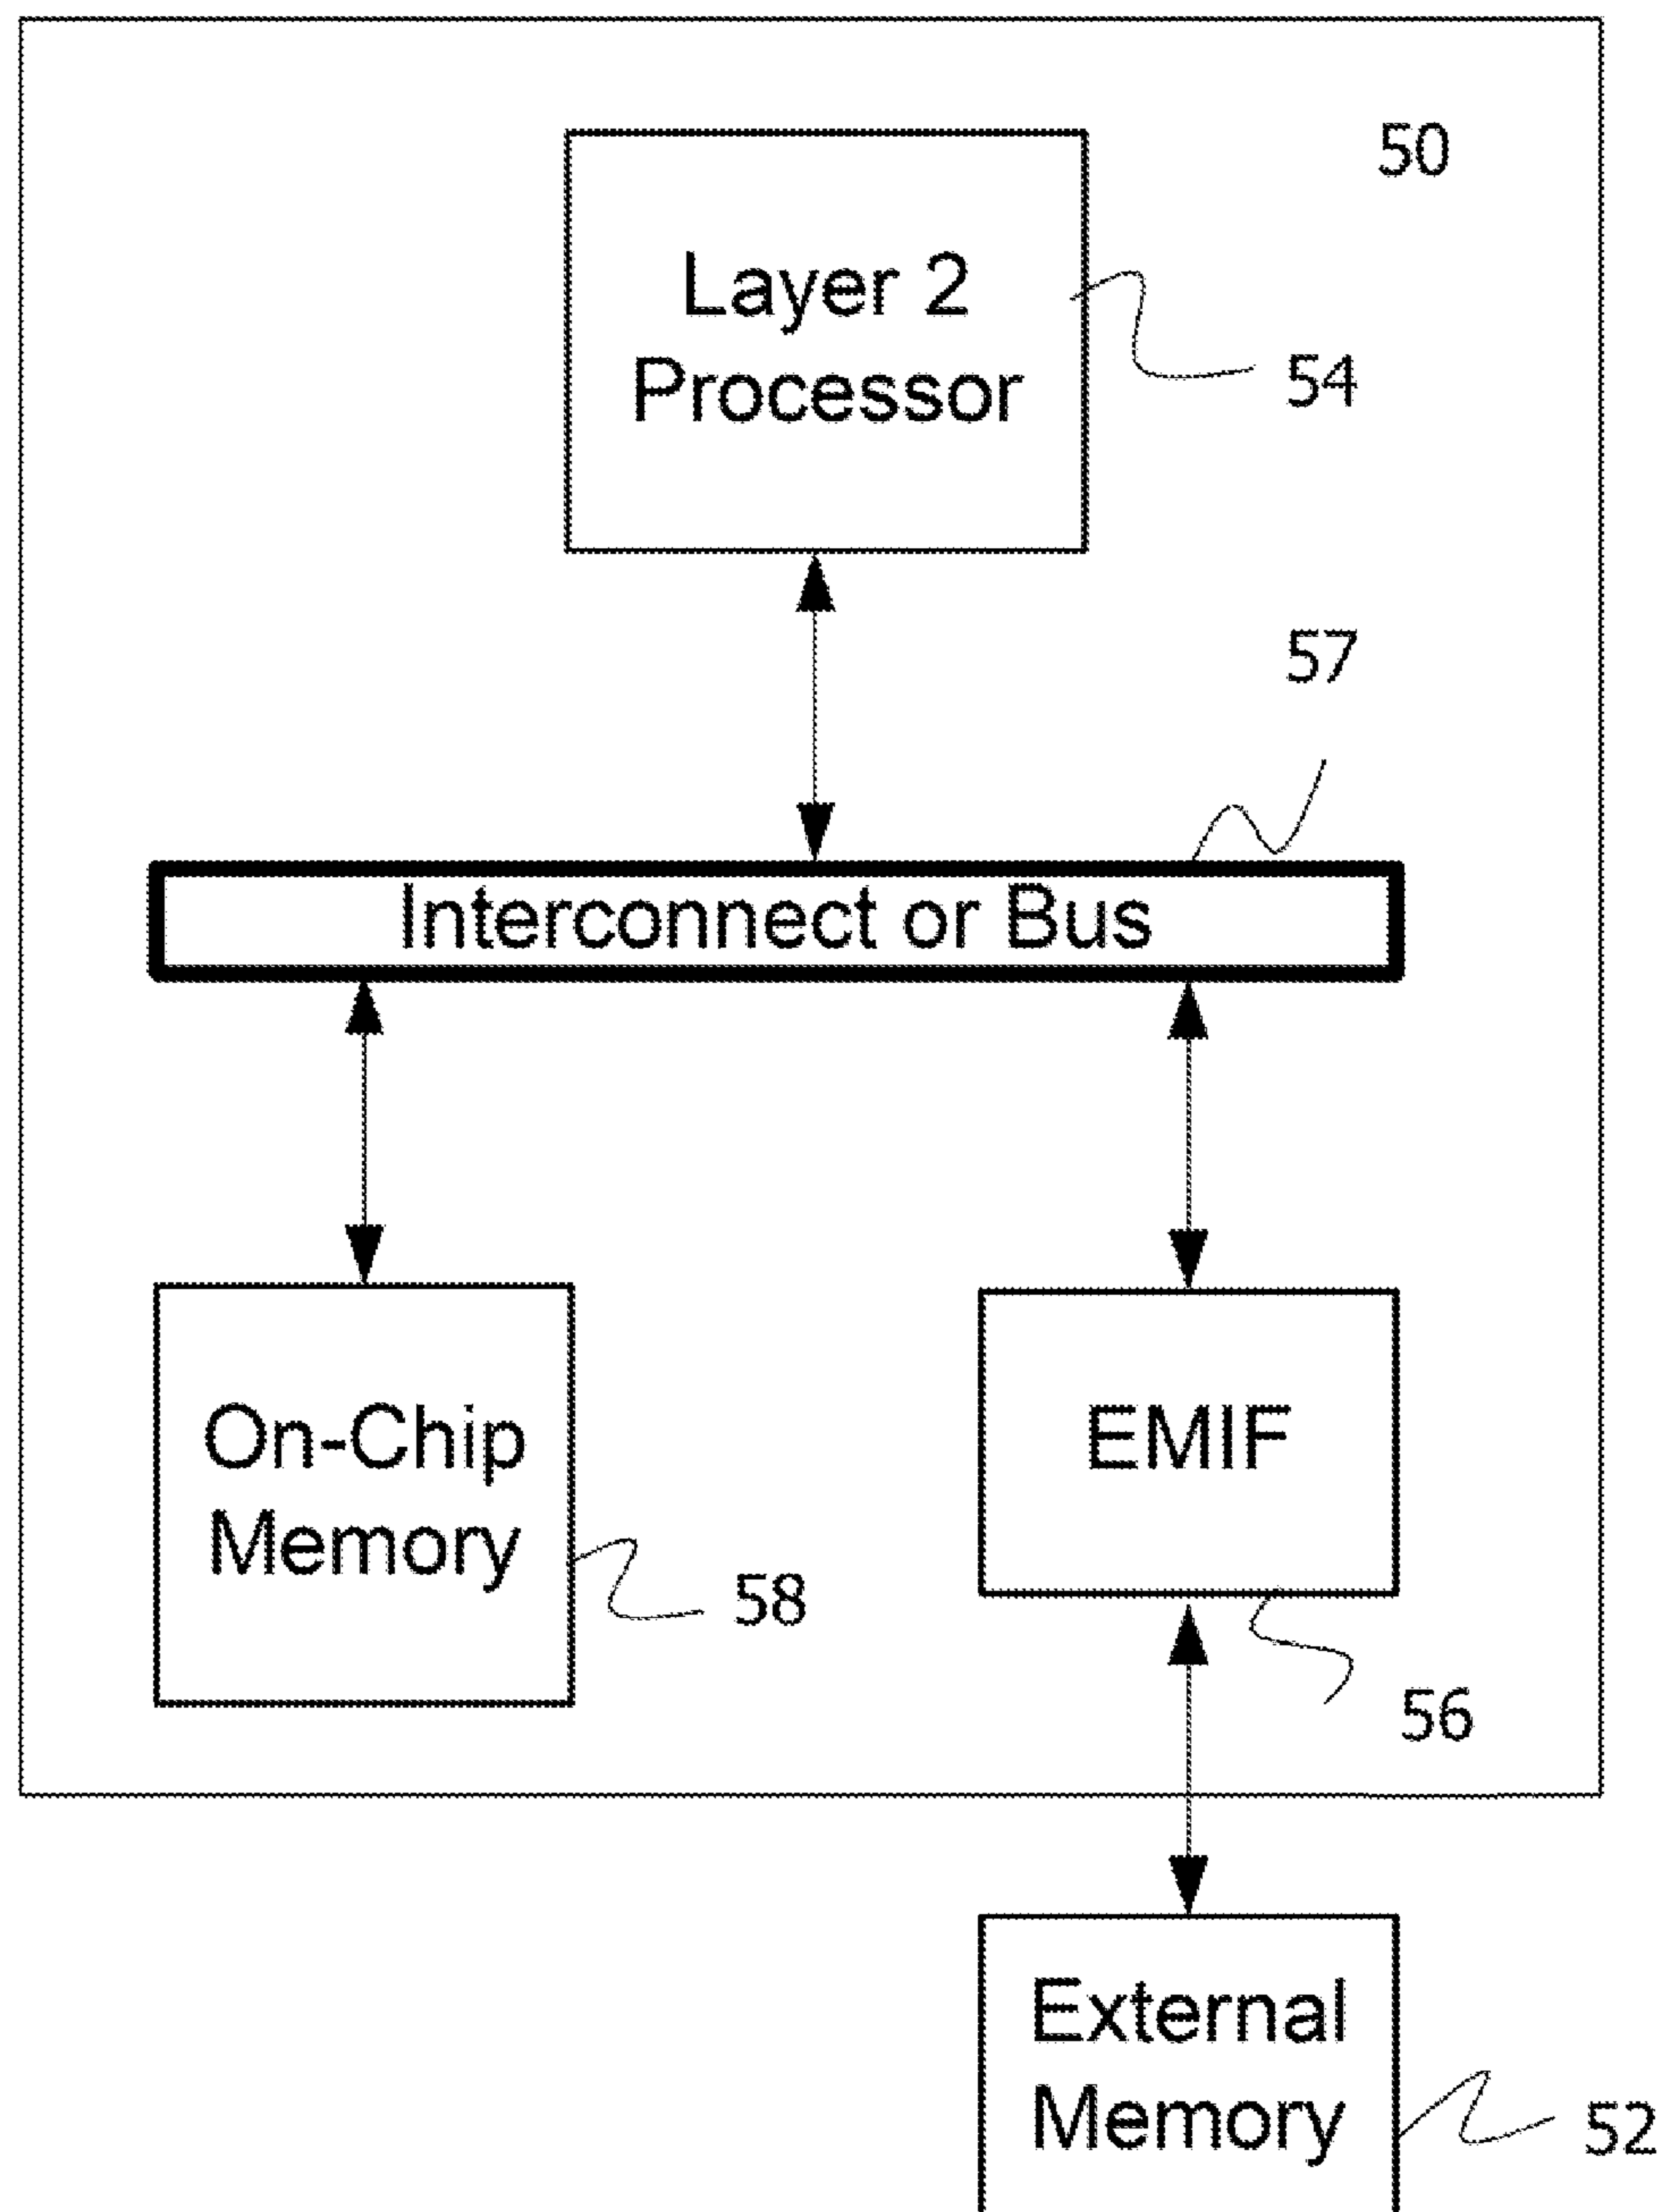 50
Layer 2
Processor
54
57
Interconnect or Bus
On-Chip
Memory
58
EMIF
56
External
Memory
52